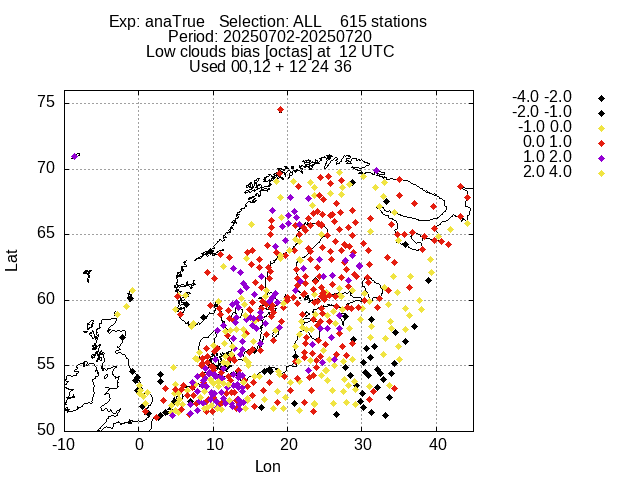 Exp: anaTrue   Selection: ALL    615 stations
Period: 20250702-20250720
Low clouds bias [octas] at  12 UTC
Used 00,12 + 12 24 36
-4.0 -2.0
-2.0 -1.0
-1.0 0.0
0.0 1.0
1.0 2.0
2.0 4.0
75
70
65
60
55
50
Lat
-10 0 10 20 30 40
Lon